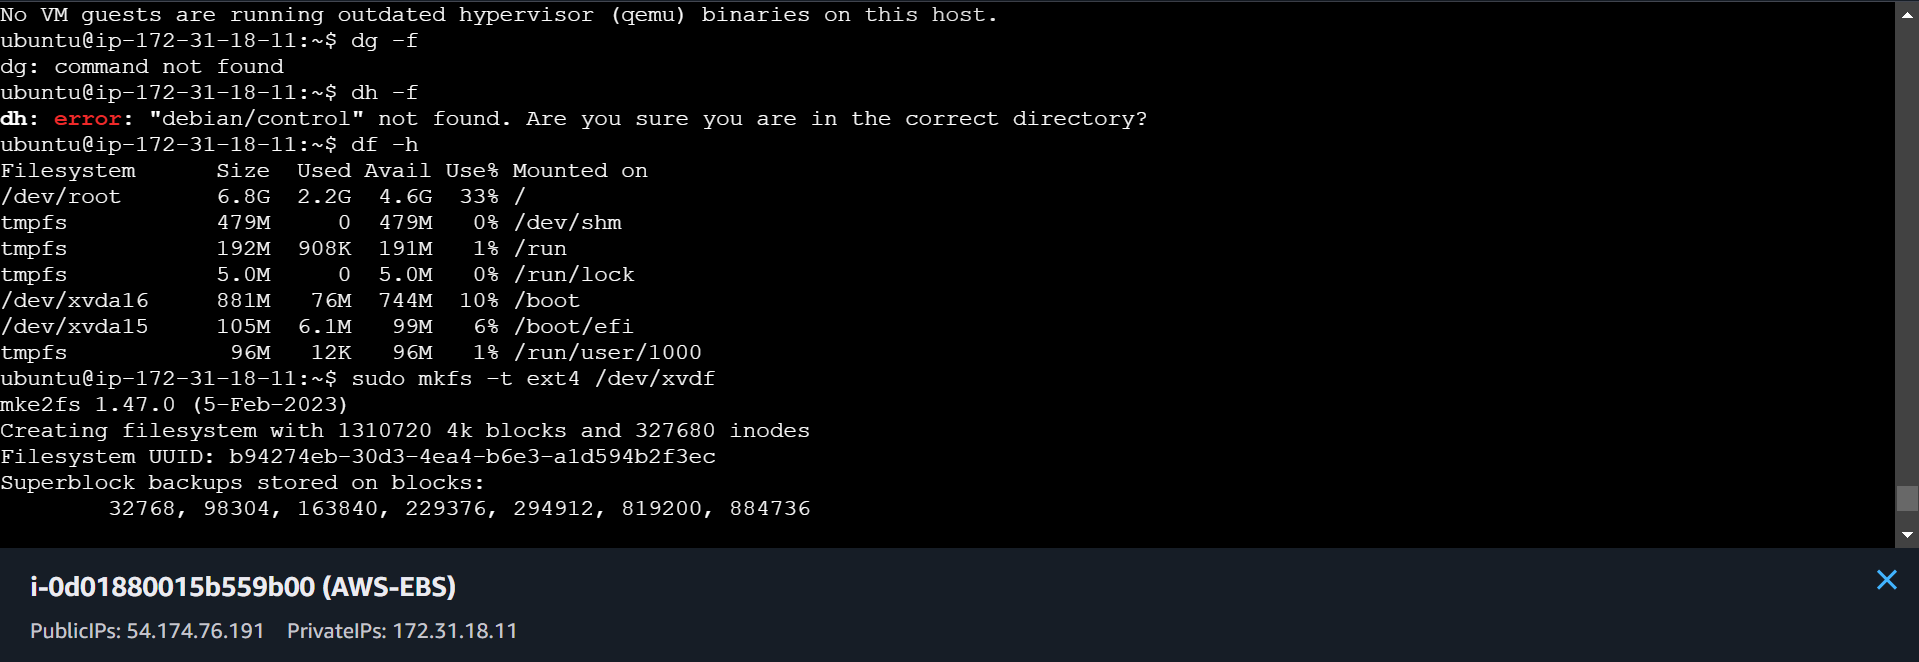 No VM guests are running outdated hypervisor (qemu) binaries on this host.
ubuntu@ip-172-31-18-11:~$ dg -f
dg: command not found
ubuntu@ip-172-31-18-11:~$ dh -f
dh: error: "debian/control" not found. Are you sure you are in the correct directory?
ubuntu@ip-172-31-18-11:~$ df -h
Filesystem      Size  Used Avail Use% Mounted on
/dev/root       6.8G  2.2G  4.6G  33% /
tmpfs           479M     0  479M   0% /dev/shm
tmpfs           192M  908K  191M   1% /run
tmpfs           5.0M     0  5.0M   0% /run/lock
/dev/xvda16     881M   76M  744M  10% /boot
/dev/xvda15     105M  6.1M   99M   6% /boot/efi
tmpfs            96M   12K   96M   1% /run/user/1000
ubuntu@ip-172-31-18-11:~$ sudo mkfs -t ext4 /dev/xvdf
mke2fs 1.47.0 (5-Feb-2023)
Creating filesystem with 1310720 4k blocks and 327680 inodes
Filesystem UUID: b94274eb-30d3-4ea4-b6e3-a1d594b2f3ec
Superblock backups stored on blocks:
        32768, 98304, 163840, 229376, 294912, 819200, 884736
i-0d01880015b559b00 (AWS-EBS)
PublicIPs: 54.174.76.191    PrivateIPs: 172.31.18.11